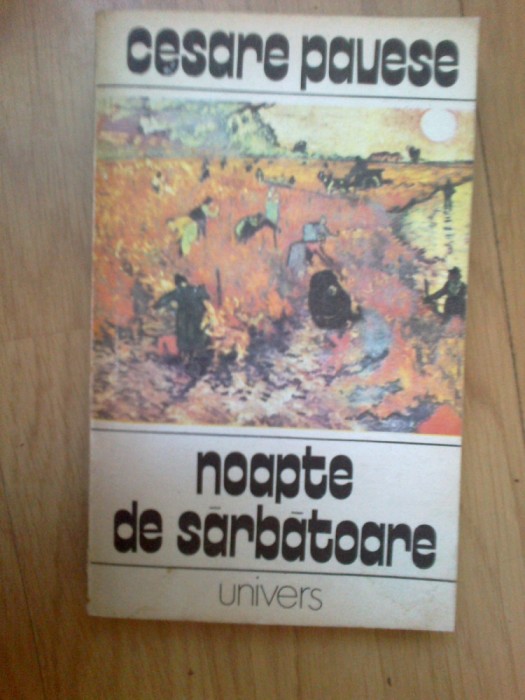 cesare pavese
noapte
de sărbătoare
univers